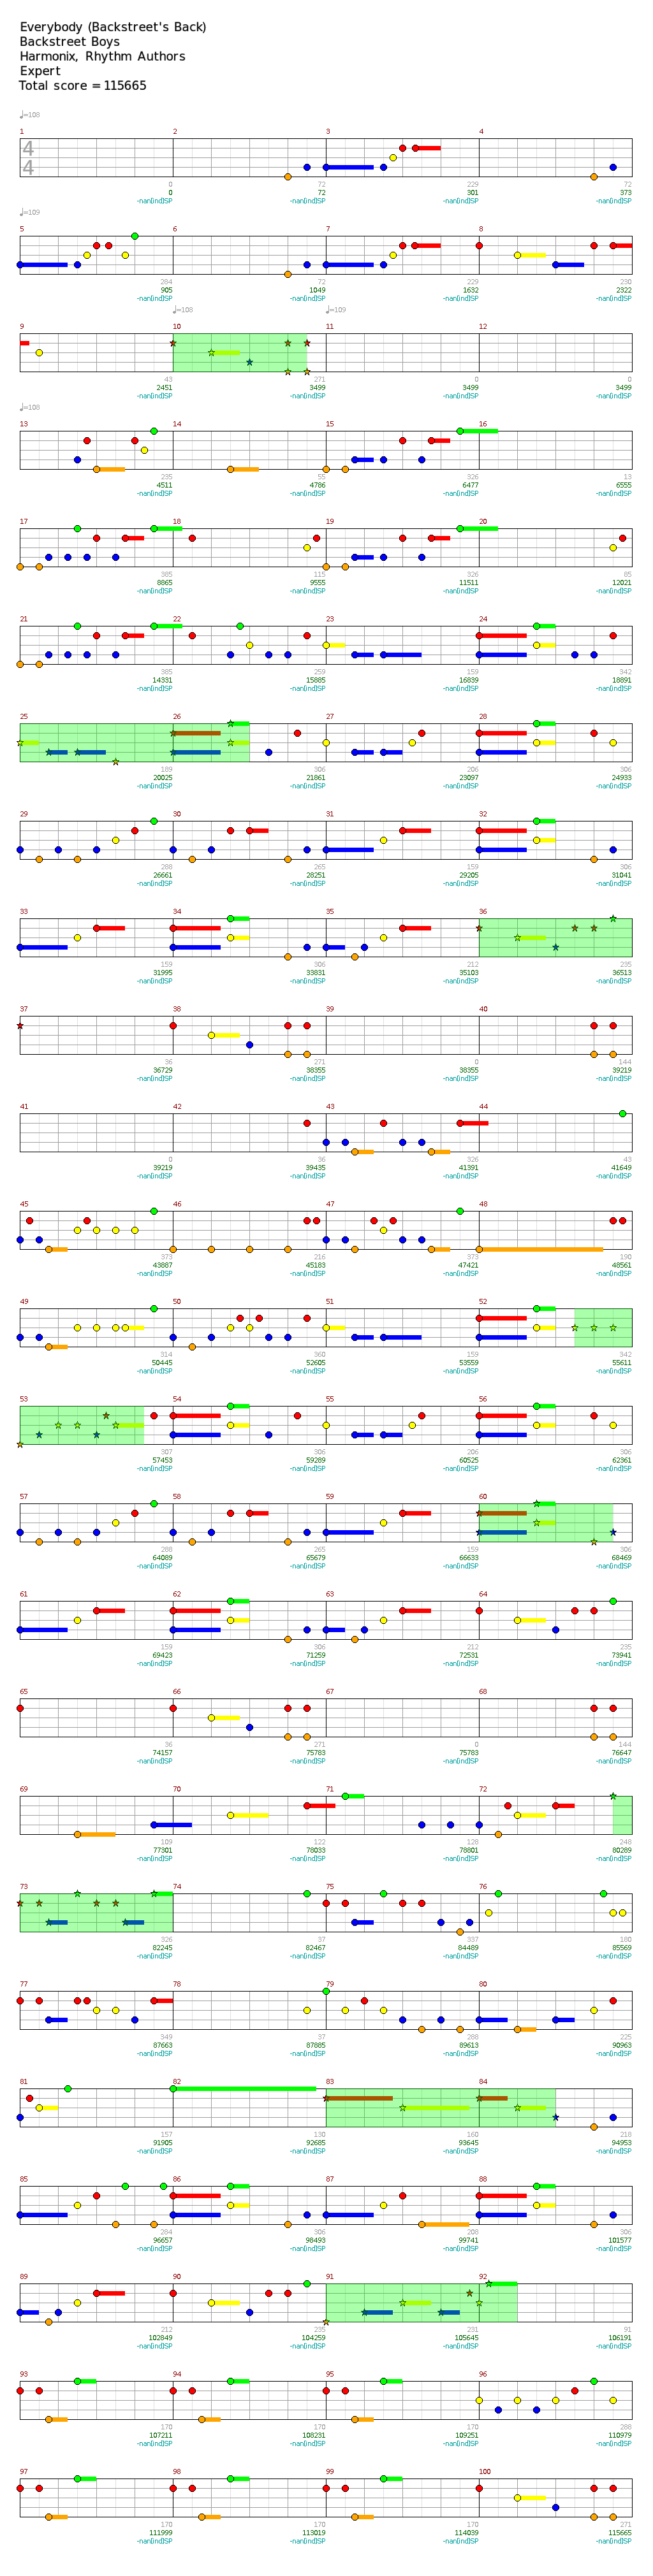 Everybody (Backstreet's Back)
Backstreet Boys
Harmonix, Rhythm Authors
Expert
Total score = 115665
♩=108
1 2 3 4
4
4
0 72 229 72
0 72 301 373
-nan(ind)SP -nan(ind)SP -nan(ind)SP -nan(ind)SP
♩=109
5 6 7 8
284 72 229 230
905 1049 1632 2322
-nan(ind)SP -nan(ind)SP -nan(ind)SP -nan(ind)SP
♩=108 ♩=109
9 10 11 12
43 271 0 0
2451 3499 3499 3499
-nan(ind)SP -nan(ind)SP -nan(ind)SP -nan(ind)SP
♩=108
13 14 15 16
235 55 326 13
4511 4786 6477 6555
-nan(ind)SP -nan(ind)SP -nan(ind)SP -nan(ind)SP
17 18 19 20
385 115 326 85
8865 9555 11511 12021
-nan(ind)SP -nan(ind)SP -nan(ind)SP -nan(ind)SP
21 22 23 24
385 259 159 342
14331 15885 16839 18891
-nan(ind)SP -nan(ind)SP -nan(ind)SP -nan(ind)SP
25 26 27 28
189 306 206 306
20025 21861 23097 24933
-nan(ind)SP -nan(ind)SP -nan(ind)SP -nan(ind)SP
29 30 31 32
288 265 159 306
26661 28251 29205 31041
-nan(ind)SP -nan(ind)SP -nan(ind)SP -nan(ind)SP
33 34 35 36
159 306 212 235
31995 33831 35103 36513
-nan(ind)SP -nan(ind)SP -nan(ind)SP -nan(ind)SP
37 38 39 40
36 271 0 144
36729 38355 38355 39219
-nan(ind)SP -nan(ind)SP -nan(ind)SP -nan(ind)SP
41 42 43 44
0 36 326 43
39219 39435 41391 41649
-nan(ind)SP -nan(ind)SP -nan(ind)SP -nan(ind)SP
45 46 47 48
373 216 373 190
43887 45183 47421 48561
-nan(ind)SP -nan(ind)SP -nan(ind)SP -nan(ind)SP
49 50 51 52
314 360 159 342
50445 52605 53559 55611
-nan(ind)SP -nan(ind)SP -nan(ind)SP -nan(ind)SP
53 54 55 56
307 306 206 306
57453 59289 60525 62361
-nan(ind)SP -nan(ind)SP -nan(ind)SP -nan(ind)SP
57 58 59 60
288 265 159 306
64089 65679 66633 68469
-nan(ind)SP -nan(ind)SP -nan(ind)SP -nan(ind)SP
61 62 63 64
159 306 212 235
69423 71259 72531 73941
-nan(ind)SP -nan(ind)SP -nan(ind)SP -nan(ind)SP
65 66 67 68
36 271 0 144
74157 75783 75783 76647
-nan(ind)SP -nan(ind)SP -nan(ind)SP -nan(ind)SP
69 70 71 72
109 122 128 248
77301 78033 78801 80289
-nan(ind)SP -nan(ind)SP -nan(ind)SP -nan(ind)SP
73 74 75 76
326 37 337 180
82245 82467 84489 85569
-nan(ind)SP -nan(ind)SP -nan(ind)SP -nan(ind)SP
77 78 79 80
349 37 288 225
87663 87885 89613 90963
-nan(ind)SP -nan(ind)SP -nan(ind)SP -nan(ind)SP
81 82 83 84
157 130 160 218
91905 92685 93645 94953
-nan(ind)SP -nan(ind)SP -nan(ind)SP -nan(ind)SP
85 86 87 88
284 306 208 306
96657 98493 99741 101577
-nan(ind)SP -nan(ind)SP -nan(ind)SP -nan(ind)SP
89 90 91 92
212 235 231 91
102849 104259 105645 106191
-nan(ind)SP -nan(ind)SP -nan(ind)SP -nan(ind)SP
93 94 95 96
170 170 170 288
107211 108231 109251 110979
-nan(ind)SP -nan(ind)SP -nan(ind)SP -nan(ind)SP
97 98 99 100
170 170 170 271
111999 113019 114039 115665
-nan(ind)SP -nan(ind)SP -nan(ind)SP -nan(ind)SP